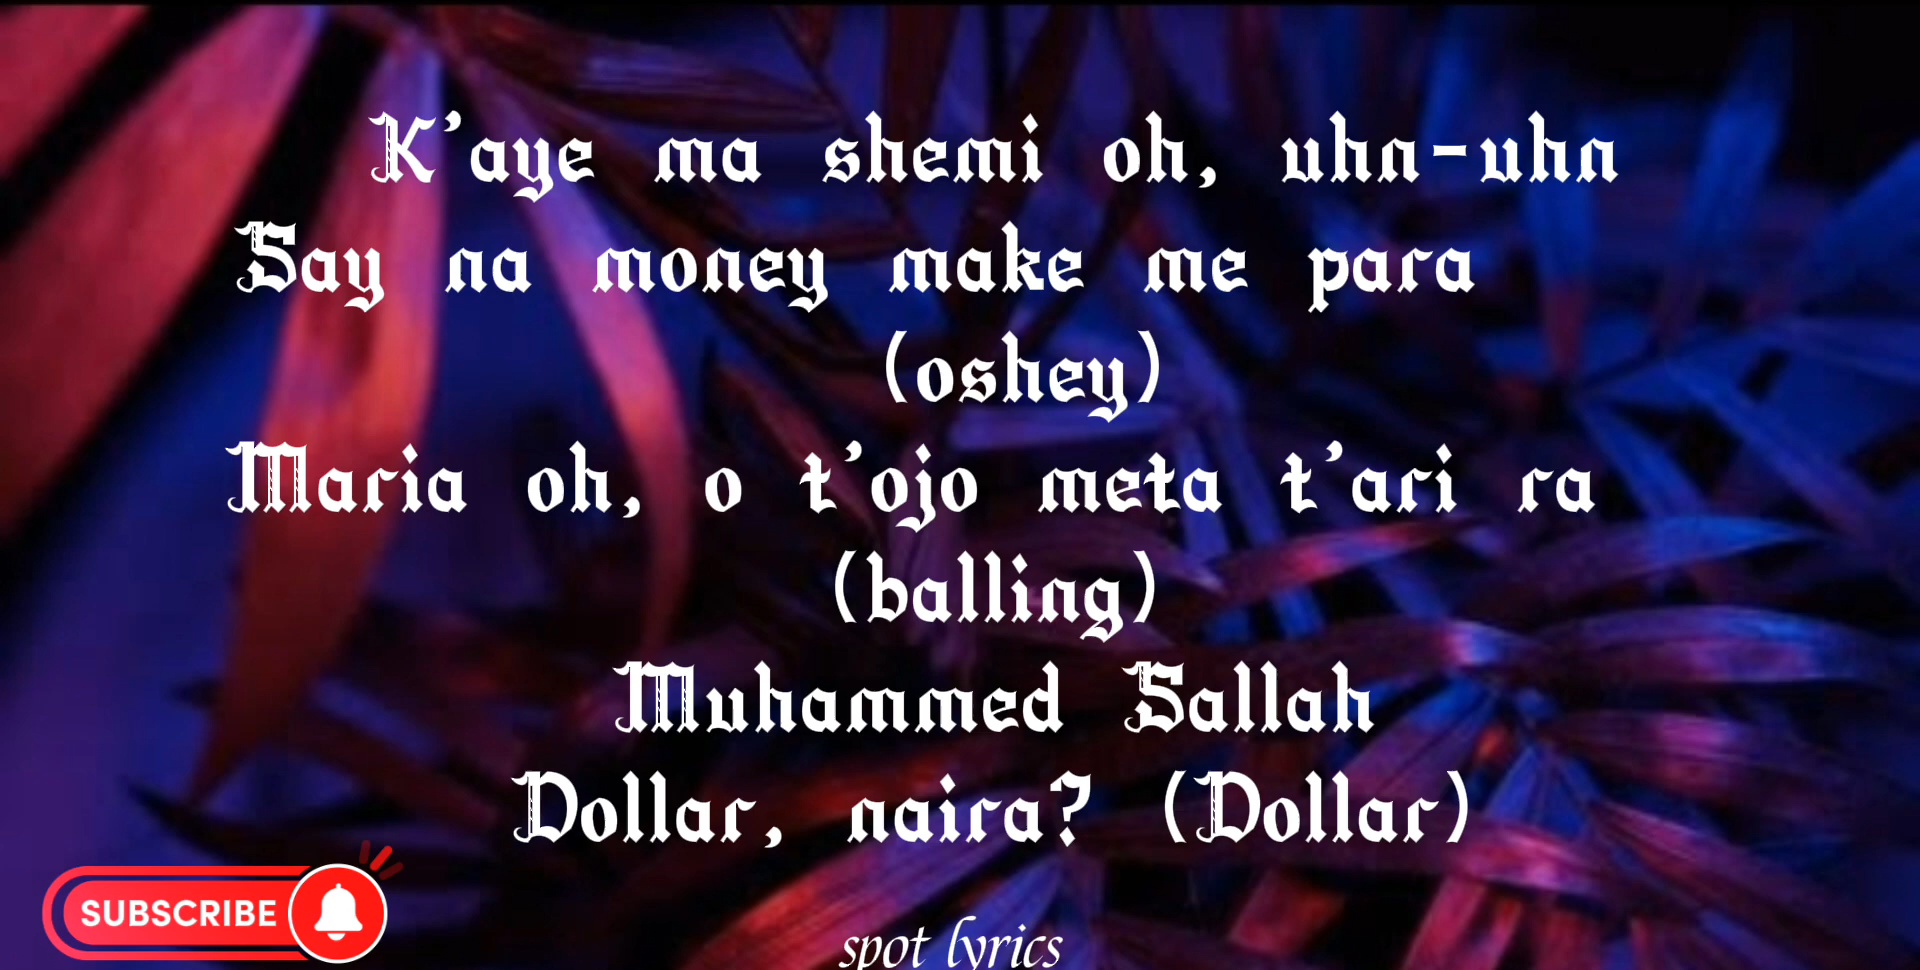 K'aye ma shemi oh, uhn-uhn
Say na money make me para
(oshey)
Maria oh, o t'ojo meta t'ari ra
(balling)
Muhammed Sallah
Dollar, naira? (Dollar)
SUBSCRIBE
spot lyrics